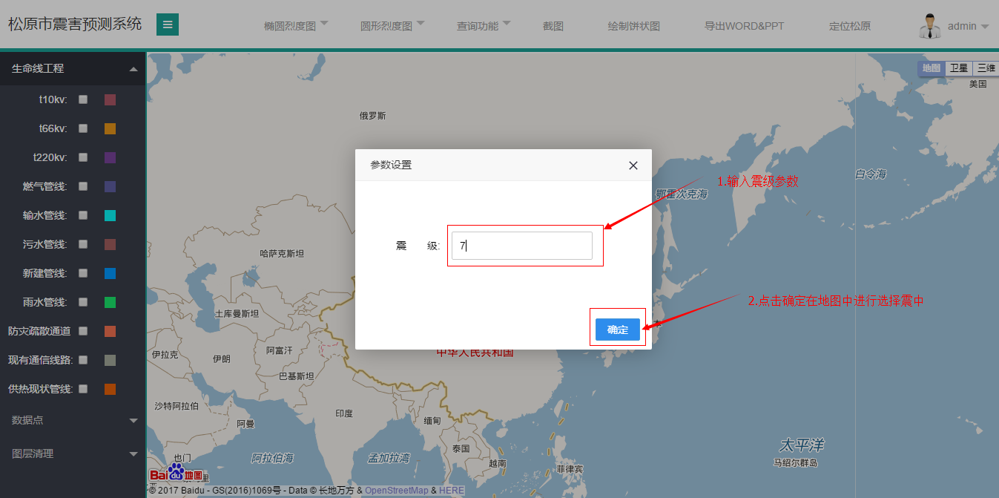 松原市震害预测系统
椭圆烈度图 圆形烈度图 查询功能 截图 绘制饼状图 导出WORD&PPT 定位松原 admin
生命线工程
t10kv:
t66kv:
t220kv:
燃气管线:
输水管线:
污水管线:
新建管线:
雨水管线:
防灾疏散通道
现有通信线路:
供热现状管线:
数据点
图层清理
地图 卫星 三维
美国
俄罗斯
参数设置
白令海
1.输入震级参数
鄂霍次克海
震 级: 7
哈萨克斯坦
2.点击确定在地图中进行选择震中
土库曼斯坦
确定
本
伊拉克
伊朗
阿富汗
中华人民共和国
巴基斯坦
沙特阿拉伯
阿曼
印度
缅甸
也门
阿拉伯海
孟加拉湾
泰国
越南
菲律宾
太平洋
马绍尔群岛
Bai du 地图
© 2017 Baidu - GS(2016)1069号 - Data © 长地万方 & OpenStreetMap & HERE